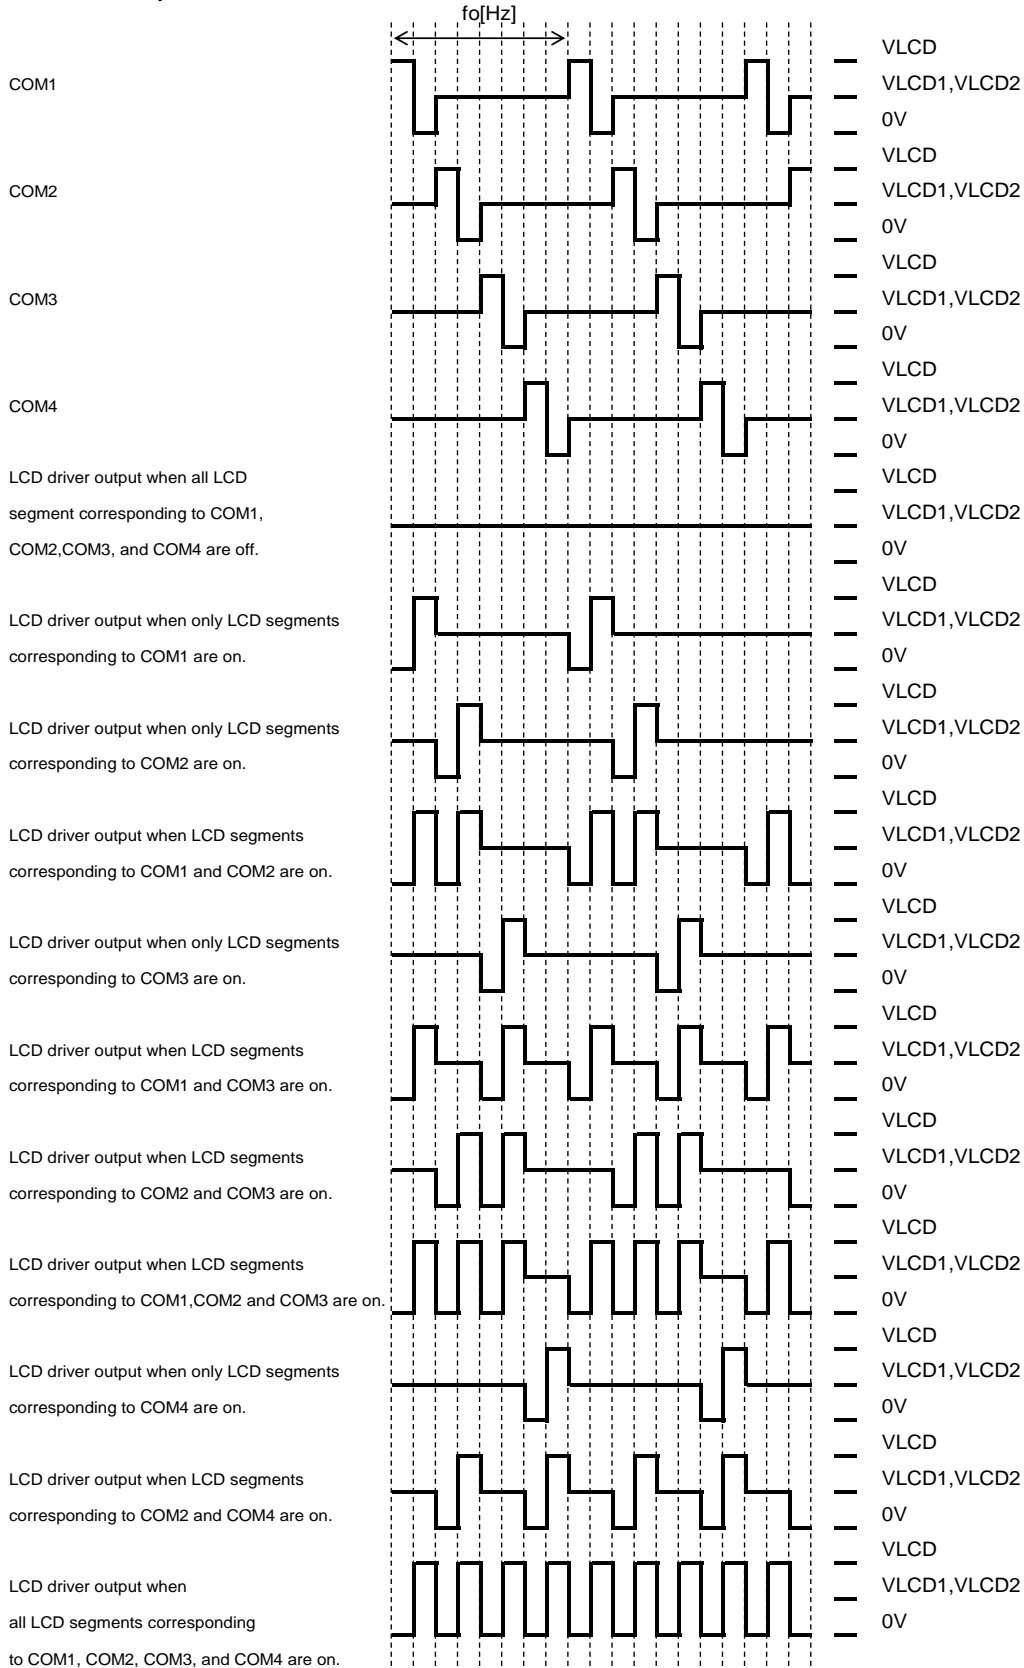 fo[Hz]
VLCD
COM1
VLCD1,VLCD2
0V
VLCD
COM2
VLCD1,VLCD2
0V
VLCD
COM3
VLCD1,VLCD2
0V
VLCD
COM4
VLCD1,VLCD2
0V
LCD driver output when all LCD
VLCD
segment corresponding to COM1,
VLCD1,VLCD2
COM2,COM3, and COM4 are off.
0V
VLCD
LCD driver output when only LCD segments
VLCD1,VLCD2
corresponding to COM1 are on.
0V
VLCD
LCD driver output when only LCD segments
VLCD1,VLCD2
corresponding to COM2 are on.
0V
VLCD
LCD driver output when LCD segments
VLCD1,VLCD2
corresponding to COM1 and COM2 are on.
0V
VLCD
LCD driver output when only LCD segments
VLCD1,VLCD2
corresponding to COM3 are on.
0V
VLCD
LCD driver output when LCD segments
VLCD1,VLCD2
corresponding to COM1 and COM3 are on.
0V
VLCD
LCD driver output when LCD segments
VLCD1,VLCD2
corresponding to COM2 and COM3 are on.
0V
VLCD
LCD driver output when LCD segments
VLCD1,VLCD2
corresponding to COM1,COM2 and COM3 are on.
0V
VLCD
LCD driver output when only LCD segments
VLCD1,VLCD2
corresponding to COM4 are on.
0V
VLCD
LCD driver output when LCD segments
VLCD1,VLCD2
corresponding to COM2 and COM4 are on.
0V
VLCD
LCD driver output when
VLCD1,VLCD2
all LCD segments corresponding
0V
to COM1, COM2, COM3, and COM4 are on.